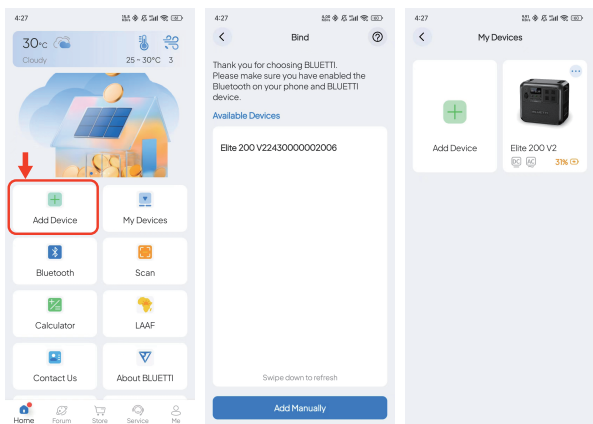 4:27
30°C
Cloudy
25~30°C 3
Add Device
My Devices
Bluetooth
Scan
Calculator
LAAF
Contact Us
About BLUETTI
Home
Forum
Store
Service
Me
4:27
Bind
Thank you for choosing BLUETTI.
Please make sure you have enabled the
Bluetooth on your phone and BLUETTI
device.
Available Devices
Elite 200 V22430000002006
Swipe down to refresh
Add Manually
4:27
My Devices
Add Device
BLUETTI
Elite 200 V2
DC AC 31%